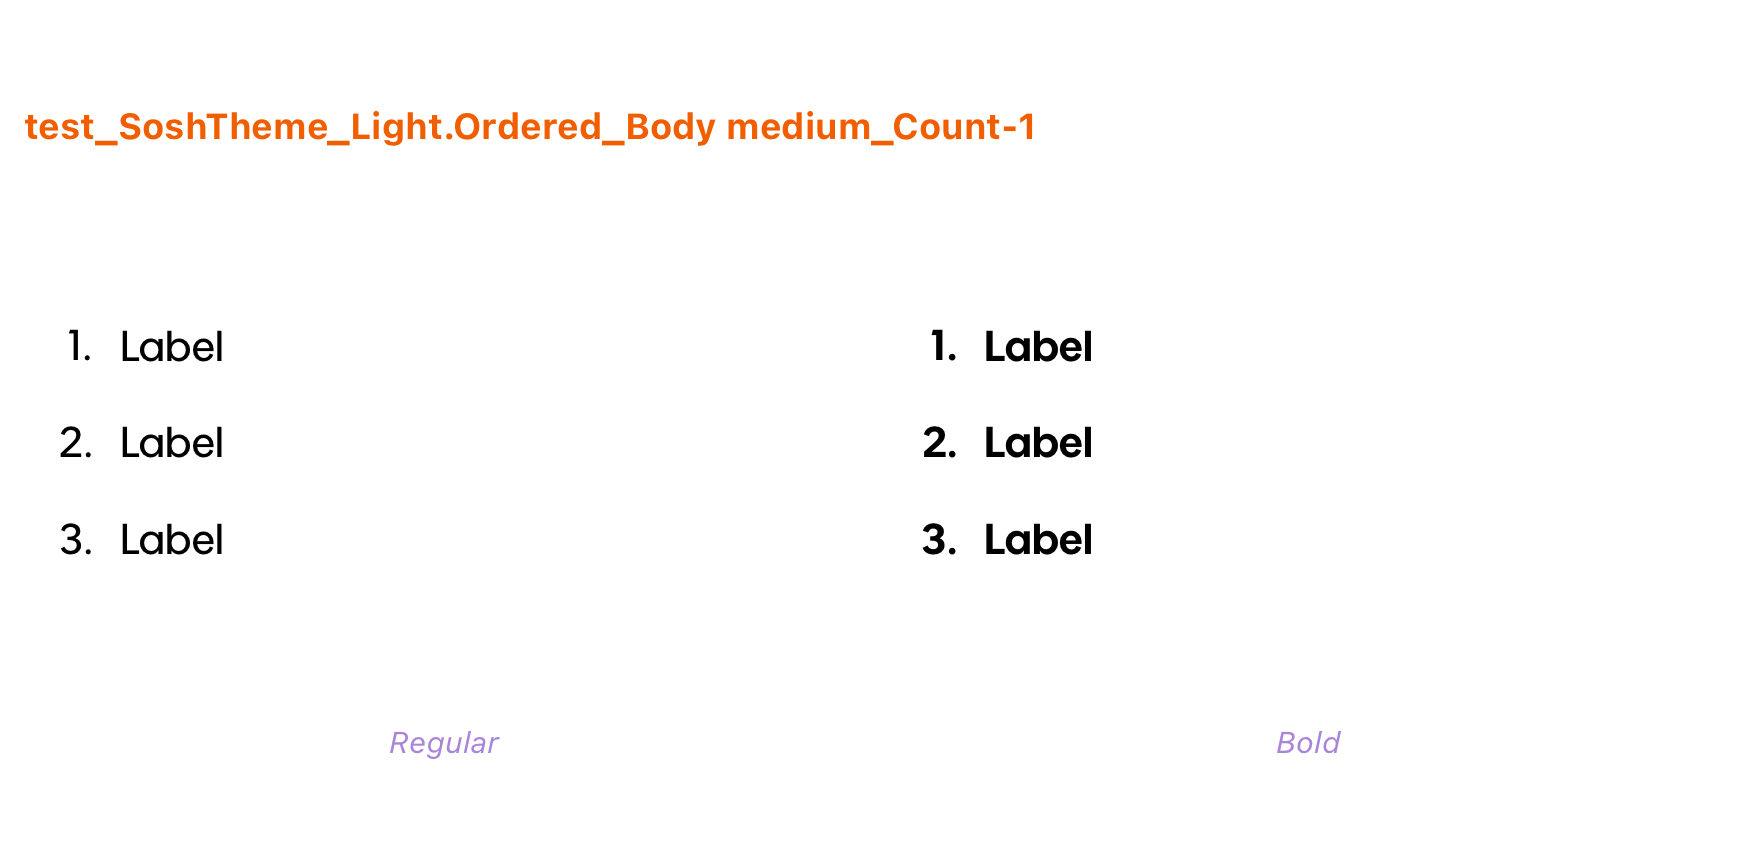 test_SoshTheme_Light.Ordered_Body medium_Count-1
1. Label
2. Label
3. Label
Regular
1. Label
2. Label
3. Label
Bold